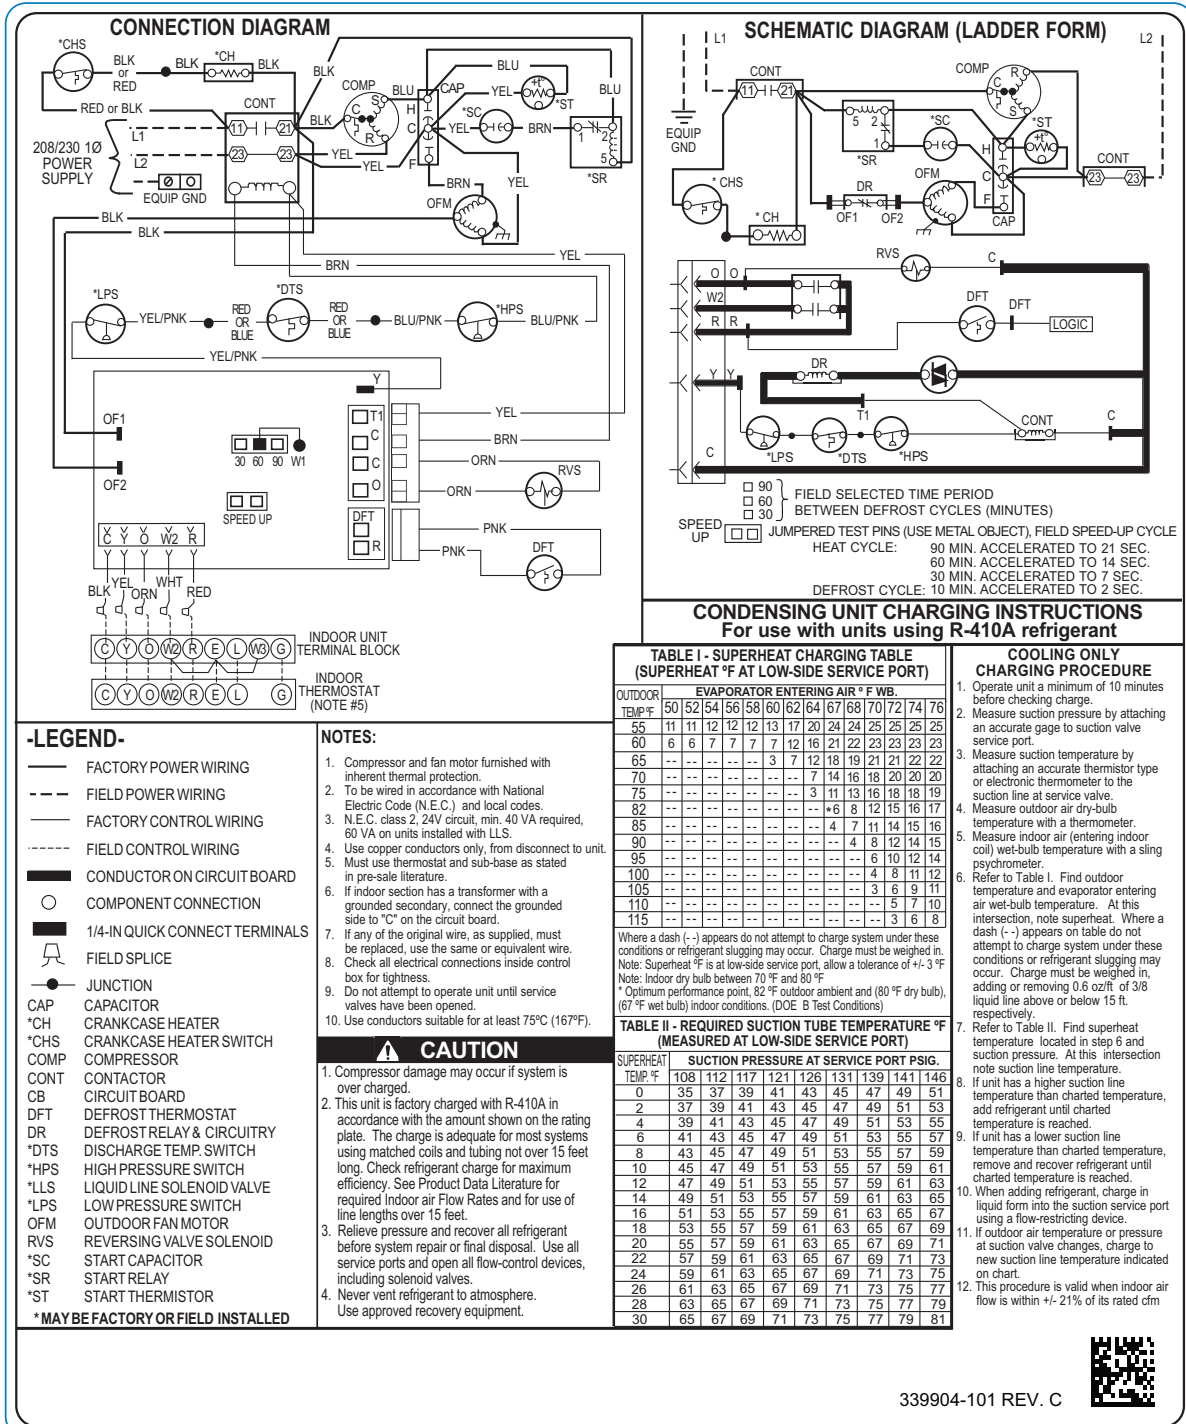 CONNECTION DIAGRAM
*CHS
BLK
or
RED
BLK
*CH
BLK
BLK
RED or BLK
CONT
11
21
23
23
L1
L2
208/230 1Ø
POWER
SUPPLY
EQUIP GND
BLK
COMP
S
C
R
BLU
CAP
H
C
F
BLU
YEL
+t°
*ST
BLU
YEL
*SC
BRN
1
2
5
*SR
YEL
YEL
BRN
YEL
OFM
BLK
BLK
YEL
BRN
*LPS
YEL/PNK
RED
OR
BLUE
*DTS
RED
OR
BLUE
BLU/PNK
*HPS
BLU/PNK
YEL/PNK
Y
OF1
OF2
30 60 90 W1
SPEED UP
T1
C
C
O
DFT
R
YEL
BRN
ORN
ORN
RVS
PNK
PNK
DFT
C Y O W2 R
BLK
YEL
ORN
WHT
RED
C Y O W2 R E L W3 G
INDOOR UNIT
TERMINAL BLOCK
C Y O W2 R E L G
INDOOR
THERMOSTAT
(NOTE #5)
SCHEMATIC DIAGRAM (LADDER FORM)
L1
L2
CONT
11
21
EQUIP
GND
COMP
R
C
S
5 2
1
*SR
*SC
+t°
*ST
H
C
F
CAP
CONT
23
23
* CHS
* CH
DR
OF1
OF2
OFM
RVS
C
O O
W2
R R
DFT
DFT
LOGIC
DR
Y Y
T1
CONT
C
*LPS
*DTS
*HPS
C
90
60
30
FIELD SELECTED TIME PERIOD
BETWEEN DEFROST CYCLES (MINUTES)
SPEED
UP
JUMPERED TEST PINS (USE METAL OBJECT), FIELD SPEED-UP CYCLE
HEAT CYCLE: 90 MIN. ACCELERATED TO 21 SEC.
60 MIN. ACCELERATED TO 14 SEC.
30 MIN. ACCELERATED TO 7 SEC.
DEFROST CYCLE: 10 MIN. ACCELERATED TO 2 SEC.
-LEGEND-
FACTORY POWER WIRING
FIELD POWER WIRING
FACTORY CONTROL WIRING
FIELD CONTROL WIRING
CONDUCTOR ON CIRCUIT BOARD
COMPONENT CONNECTION
1/4-IN QUICK CONNECT TERMINALS
FIELD SPLICE
JUNCTION
CAP CAPACITOR
*CH CRANKCASE HEATER
*CHS CRANKCASE HEATER SWITCH
COMP COMPRESSOR
CONT CONTACTOR
CB CIRCUIT BOARD
DFT DEFROST THERMOSTAT
DR DEFROST RELAY & CIRCUITRY
*DTS DISCHARGE TEMP. SWITCH
*HPS HIGH PRESSURE SWITCH
*LLS LIQUID LINE SOLENOID VALVE
*LPS LOW PRESSURE SWITCH
OFM OUTDOOR FAN MOTOR
RVS REVERSING VALVE SOLENOID
*SC START CAPACITOR
*SR START RELAY
*ST START THERMISTOR
* MAY BE FACTORY OR FIELD INSTALLED
NOTES:
1. Compressor and fan motor furnished with
inherent thermal protection.
2. To be wired in accordance with National
Electric Code (N.E.C.) and local codes.
3. N.E.C. class 2, 24V circuit, min. 40 VA required,
60 VA on units installed with LLS.
4. Use copper conductors only, from disconnect to unit.
5. Must use thermostat and sub-base as stated
in pre-sale literature.
6. If indoor section has a transformer with a
grounded secondary, connect the grounded
side to "C" on the circuit board.
7. If any of the original wire, as supplied, must
be replaced, use the same or equivalent wire.
8. Check all electrical connections inside control
box for tightness.
9. Do not attempt to operate unit until service
valves have been opened.
10. Use conductors suitable for at least 75ºC (167ºF).
CAUTION
1. Compressor damage may occur if system is
over charged.
2. This unit is factory charged with R-410A in
accordance with the amount shown on the rating
plate. The charge is adequate for most systems
using matched coils and tubing not over 15 feet
long. Check refrigerant charge for maximum
efficiency. See Product Data Literature for
required Indoor air Flow Rates and for use of
line lengths over 15 feet.
3. Relieve pressure and recover all refrigerant
before system repair or final disposal. Use all
service ports and open all flow-control devices,
including solenoid valves.
4. Never vent refrigerant to atmosphere.
Use approved recovery equipment.
CONDENSING UNIT CHARGING INSTRUCTIONS
For use with units using R-410A refrigerant
TABLE I - SUPERHEAT CHARGING TABLE
(SUPERHEAT ºF AT LOW-SIDE SERVICE PORT)
OUTDOOR TEMP ºF
EVAPORATOR ENTERING AIR º F WB.
50 52 54 56 58 60 62 64 67 68 70 72 74 76
55 11 11 12 12 12 13 17 20 24 24 25 25 25 25
60 6 6 7 7 7 7 12 16 21 22 23 23 23 23
65 -- -- -- -- -- 3 7 12 18 19 21 21 22 22
70 -- -- -- -- -- -- -- 7 14 16 18 20 20 20
75 -- -- -- -- -- -- -- 3 11 13 16 18 18 19
82 -- -- -- -- -- -- -- -- *6 8 12 15 16 17
85 -- -- -- -- -- -- -- -- 4 7 11 14 15 16
90 -- -- -- -- -- -- -- -- -- 4 8 12 14 15
95 -- -- -- -- -- -- -- -- -- -- 6 10 12 14
100 -- -- -- -- -- -- -- -- -- -- 4 8 11 12
105 -- -- -- -- -- -- -- -- -- -- 3 6 9 11
110 -- -- -- -- -- -- -- -- -- -- -- 5 7 10
115 -- -- -- -- -- -- -- -- -- -- -- 3 6 8
Where a dash (- -) appears do not attempt to charge system under these
conditions or refrigerant slugging may occur. Charge must be weighed in.
Note: Superheat ºF is at low-side service port, allow a tolerance of +/- 3 ºF
Note: Indoor dry bulb between 70 ºF and 80 ºF
* Optimum performance point, 82 ºF outdoor ambient and (80 ºF dry bulb),
(67 ºF wet bulb) indoor conditions. (DOE B Test Conditions)
TABLE II - REQUIRED SUCTION TUBE TEMPERATURE ºF
(MEASURED AT LOW-SIDE SERVICE PORT)
SUPERHEAT TEMP. ºF
SUCTION PRESSURE AT SERVICE PORT PSIG.
108 112 117 121 126 131 139 141 146
0 35 37 39 41 43 45 47 49 51
2 37 39 41 43 45 47 49 51 53
4 39 41 43 45 47 49 51 53 55
6 41 43 45 47 49 51 53 55 57
8 43 45 47 49 51 53 55 57 59
10 45 47 49 51 53 55 57 59 61
12 47 49 51 53 55 57 59 61 63
14 49 51 53 55 57 59 61 63 65
16 51 53 55 57 59 61 63 65 67
18 53 55 57 59 61 63 65 67 69
20 55 57 59 61 63 65 67 69 71
22 57 59 61 63 65 67 69 71 73
24 59 61 63 65 67 69 71 73 75
26 61 63 65 67 69 71 73 75 77
28 63 65 67 69 71 73 75 77 79
30 65 67 69 71 73 75 77 79 81
COOLING ONLY
CHARGING PROCEDURE
1. Operate unit a minimum of 10 minutes
before checking charge.
2. Measure suction pressure by attaching
an accurate gage to suction valve
service port.
3. Measure suction temperature by
attaching an accurate thermistor type
or electronic thermometer to the
suction line at service valve.
4. Measure outdoor air dry-bulb
temperature with a thermometer.
5. Measure indoor air (entering indoor
coil) wet-bulb temperature with a sling
psychrometer.
6. Refer to Table I. Find outdoor
temperature and evaporator entering
air wet-bulb temperature. At this
intersection, note superheat. Where a
dash (- -) appears on table do not
attempt to charge system under these
conditions or refrigerant slugging may
occur. Charge must be weighed in,
adding or removing 0.6 oz/ft of 3/8
liquid line above or below 15 ft.
respectively.
7. Refer to Table II. Find superheat
temperature located in step 6 and
suction pressure. At this intersection
note suction line temperature.
8. If unit has a higher suction line
temperature than charted temperature,
add refrigerant until charted
temperature is reached.
9. If unit has a lower suction line
temperature than charted temperature,
remove and recover refrigerant until
charted temperature is reached.
10. When adding refrigerant, charge in
liquid form into the suction service port
using a flow-restricting device.
11. If outdoor air temperature or pressure
at suction valve changes, charge to
new suction line temperature indicated
on chart.
12. This procedure is valid when indoor air
flow is within +/- 21% of its rated cfm
339904-101 REV. C